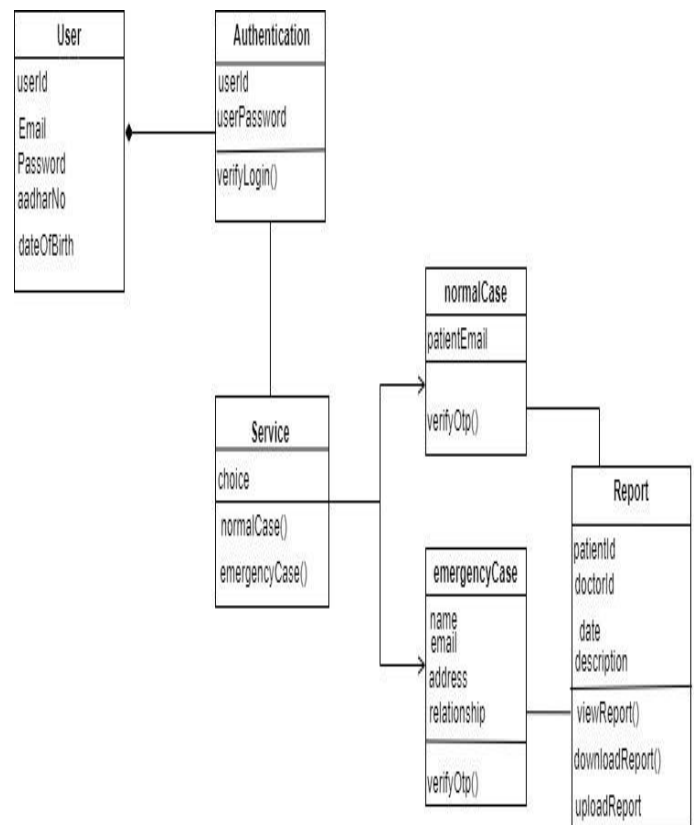 User
userId
Email
Password
aadharNo
dateOfBirth
Authentication
userId
userPassword
verifyLogin()
Service
choice
normalCase()
emergencyCase()
normalCase
patientEmail
verifyOtp()
emergencyCase
name
email
address
relationship
verifyOtp()
Report
patientId
doctorId
date
description
viewReport()
downloadReport()
uploadReport